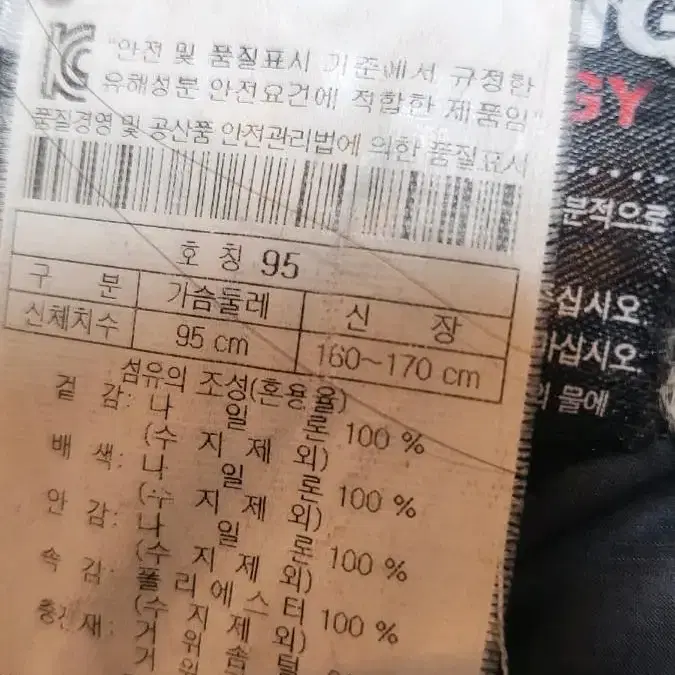 KC
"안전 및 품질표시 기준에서 규정한
유해성분 안전요건에 적합한 제품임"
품질경영 및 공산품 안전관리법에 의한 품질표시
호 칭 95
구 분 가슴둘레 신 장
신체치수 95 cm 160~170 cm
섬유의 조성(혼용율)
겉 감: 나 일 론 100 %
(수 지 제 외)
배 색: 나 일 론 100 %
(수 지 제 외)
안 감: 나 일 론 100 %
(수 지 제 외)
속 감: 폴 리 에 스 터 100 %
(수 지 제 외)
충전재: 거 위 솜 털
거 위
GY
분적으로
십시오
마십시오
의 물에